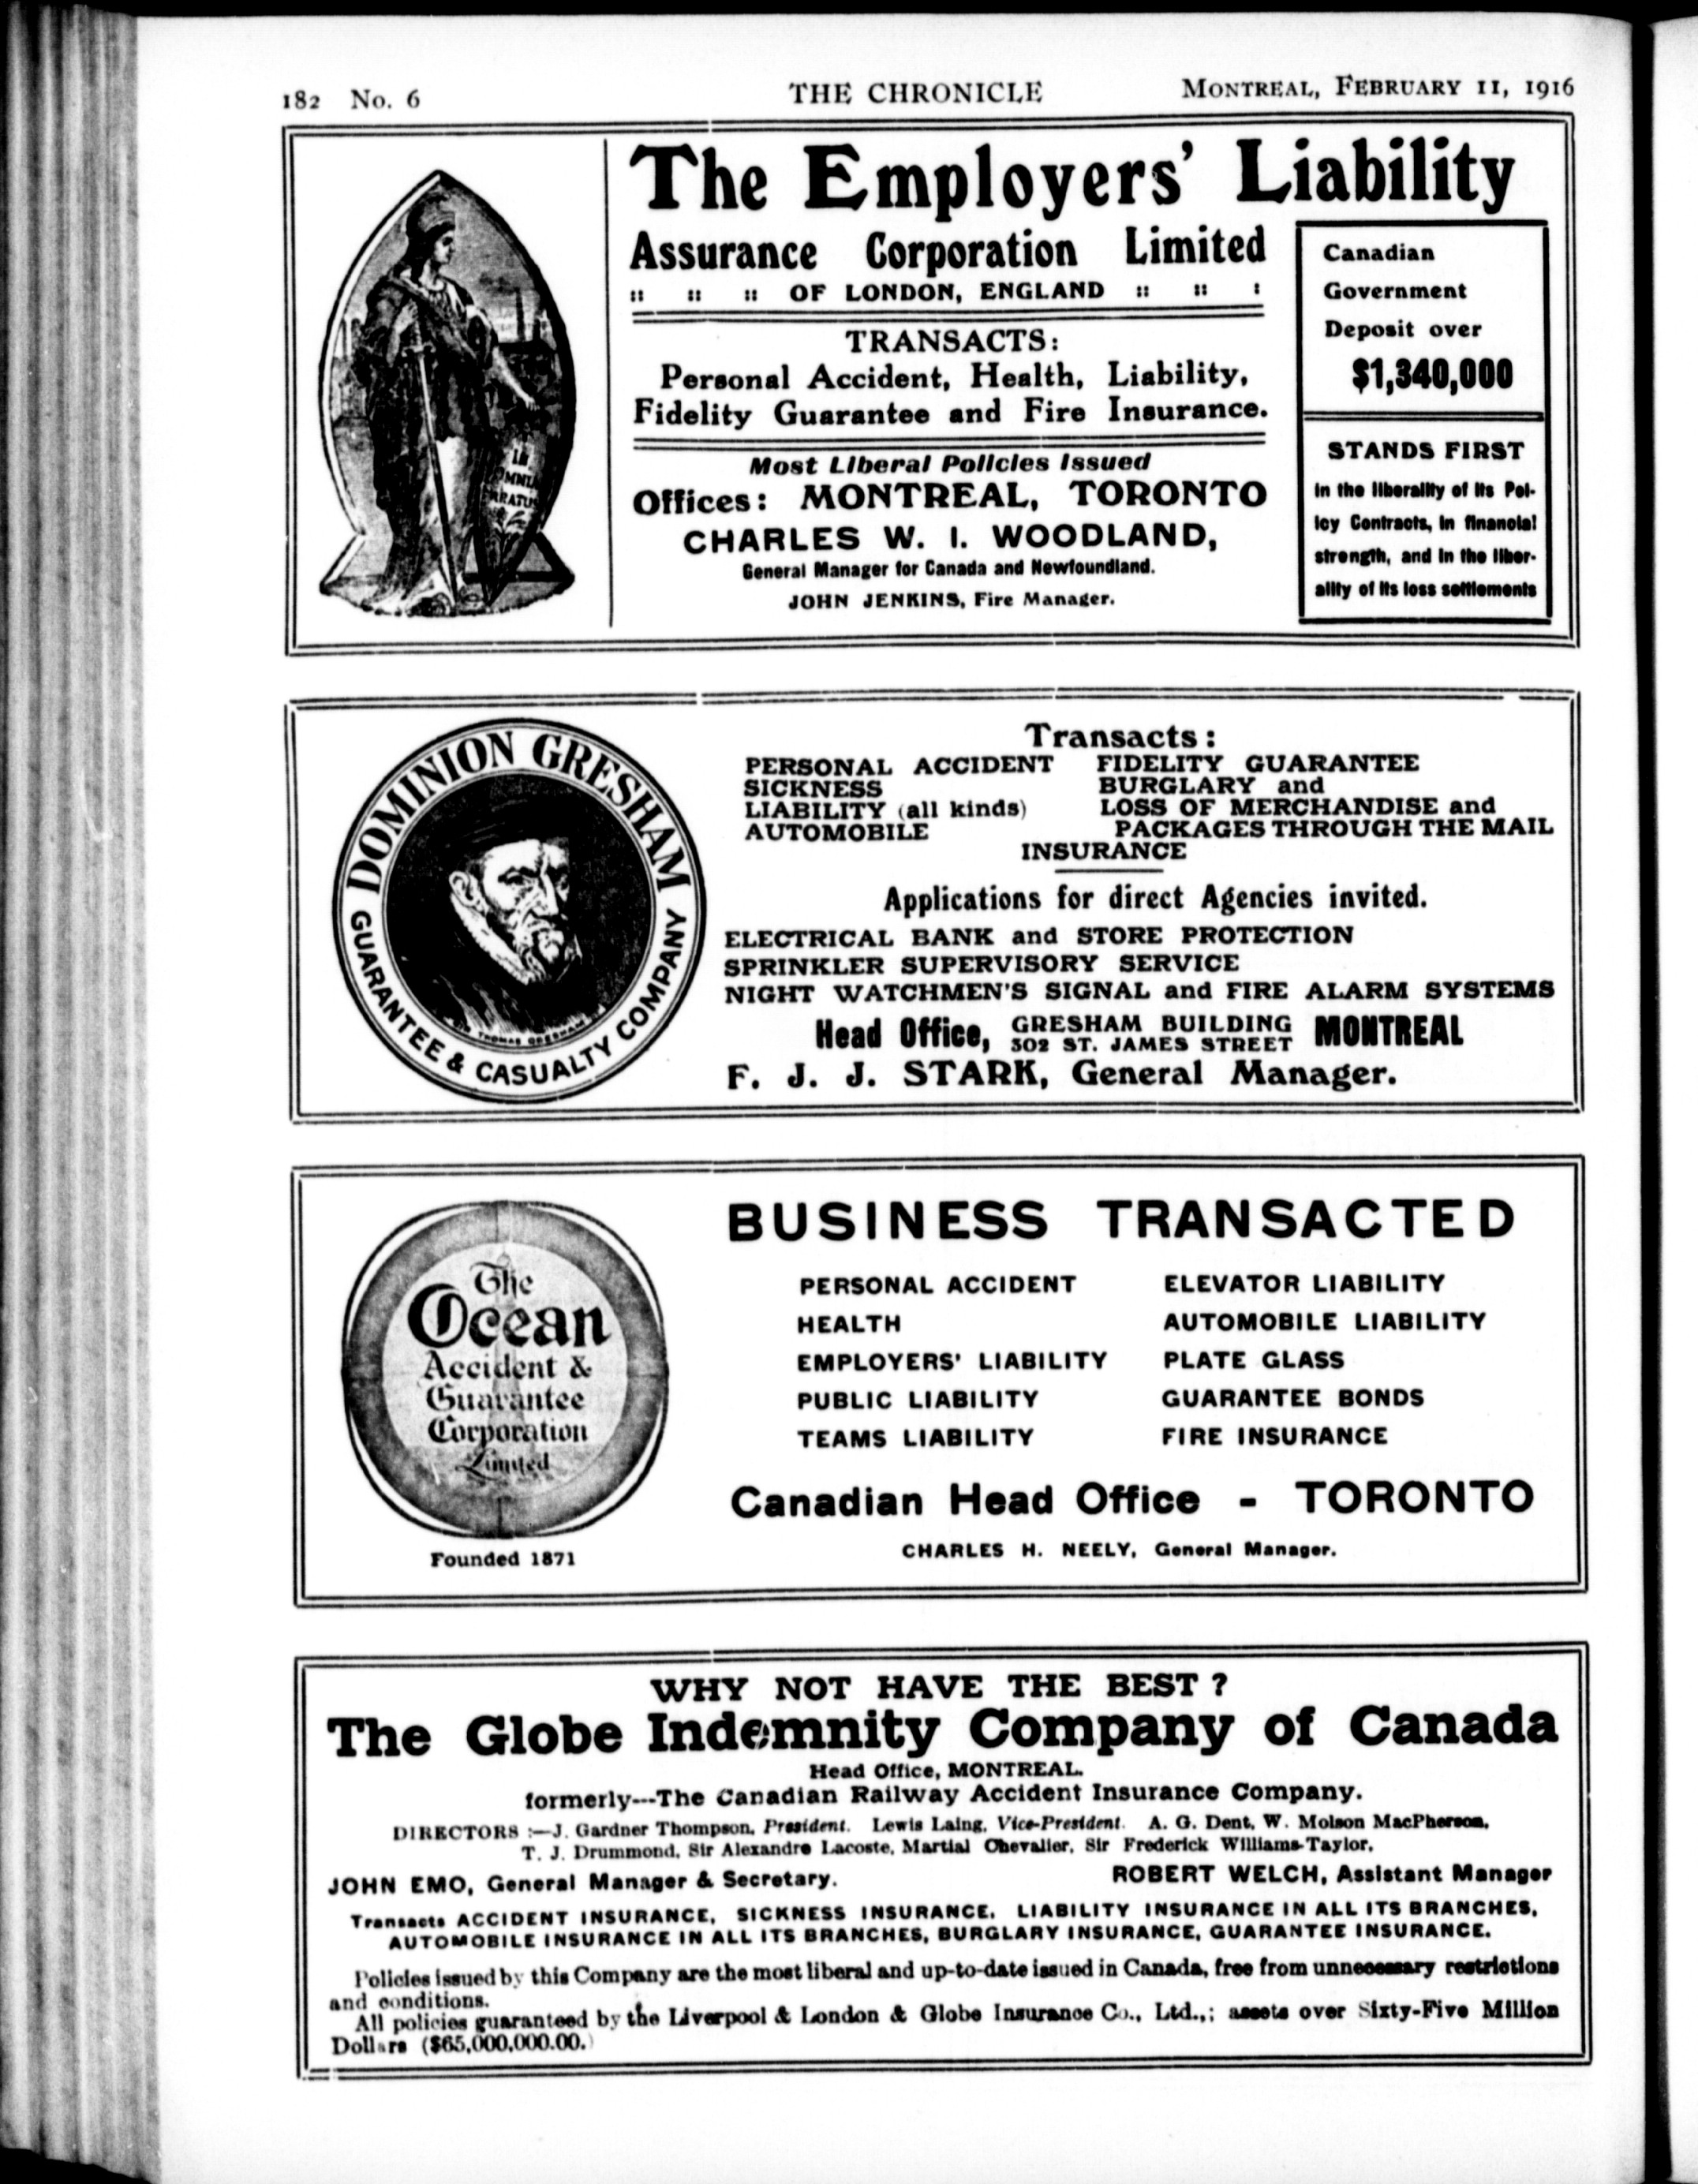 182 No. 6
THE CHRONICLE
MONTREAL, FEBRUARY 11, 1916
The Employers' Liability
Assurance Corporation Limited
:: :: :: OF LONDON, ENGLAND :: :: :
TRANSACTS:
Personal Accident, Health, Liability,
Fidelity Guarantee and Fire Insurance.
Most Liberal Policies Issued
Offices: MONTREAL, TORONTO
CHARLES W. I. WOODLAND,
General Manager for Canada and Newfoundland.
JOHN JENKINS, Fire Manager.
Canadian
Government
Deposit over
$1,340,000
STANDS FIRST
in the liberality of its Pol-
icy Contracts, in financial
strength, and in the liber-
ality of its loss settlements
DOMINION GRESHAM
GUARANTEE & CASUALTY COMPANY
SIR THOMAS GRESHAM
Transacts:
PERSONAL ACCIDENT FIDELITY GUARANTEE
SICKNESS BURGLARY and
LIABILITY (all kinds) LOSS OF MERCHANDISE and
AUTOMOBILE PACKAGES THROUGH THE MAIL
INSURANCE
Applications for direct Agencies invited.
ELECTRICAL BANK and STORE PROTECTION
SPRINKLER SUPERVISORY SERVICE
NIGHT WATCHMEN'S SIGNAL and FIRE ALARM SYSTEMS
Head Office, GRESHAM BUILDING MONTREAL
302 ST. JAMES STREET
F. J. J. STARK, General Manager.
The
Ocean
Accident &
Guarantee
Corporation
Limited
Founded 1871
BUSINESS TRANSACTED
PERSONAL ACCIDENT ELEVATOR LIABILITY
HEALTH AUTOMOBILE LIABILITY
EMPLOYERS' LIABILITY PLATE GLASS
PUBLIC LIABILITY GUARANTEE BONDS
TEAMS LIABILITY FIRE INSURANCE
Canadian Head Office - TORONTO
CHARLES H. NEELY, General Manager.
WHY NOT HAVE THE BEST ?
The Globe Indemnity Company of Canada
Head Office, MONTREAL.
formerly---The Canadian Railway Accident Insurance Company.
DIRECTORS :—J. Gardner Thompson, President. Lewis Laing, Vice-President. A. G. Dent, W. Molson MacPherson,
T. J. Drummond, Sir Alexandre Lacoste, Martial Chevalier, Sir Frederick Williams-Taylor.
JOHN EMO, General Manager & Secretary. ROBERT WELCH, Assistant Manager
Transacts ACCIDENT INSURANCE, SICKNESS INSURANCE, LIABILITY INSURANCE IN ALL ITS BRANCHES,
AUTOMOBILE INSURANCE IN ALL ITS BRANCHES, BURGLARY INSURANCE, GUARANTEE INSURANCE.
Policies issued by this Company are the most liberal and up-to-date issued in Canada, free from unnecessary restrictions
and conditions.
All policies guaranteed by the Liverpool & London & Globe Insurance Co., Ltd.,; assets over Sixty-Five Million
Dollars ($65,000,000.00.)